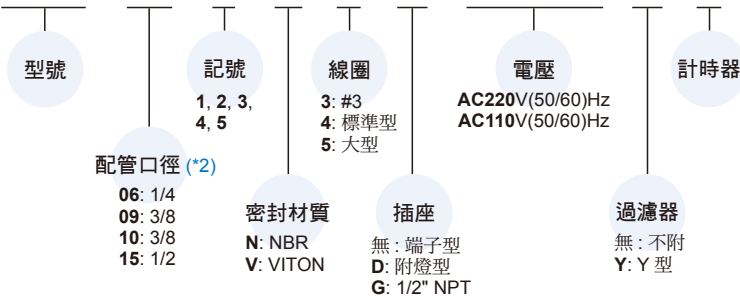 型號
記號
1, 2, 3,
4, 5
線圈
3: #3
4: 標準型
5: 大型
電壓
AC220V(50/60)Hz
AC110V(50/60)Hz
計時器
配管口徑 (*2)
06: 1/4
09: 3/8
10: 3/8
15: 1/2
密封材質
N: NBR
V: VITON
插座
無 : 端子型
D: 附燈型
G: 1/2" NPT
過濾器
無 : 不附
Y: Y 型